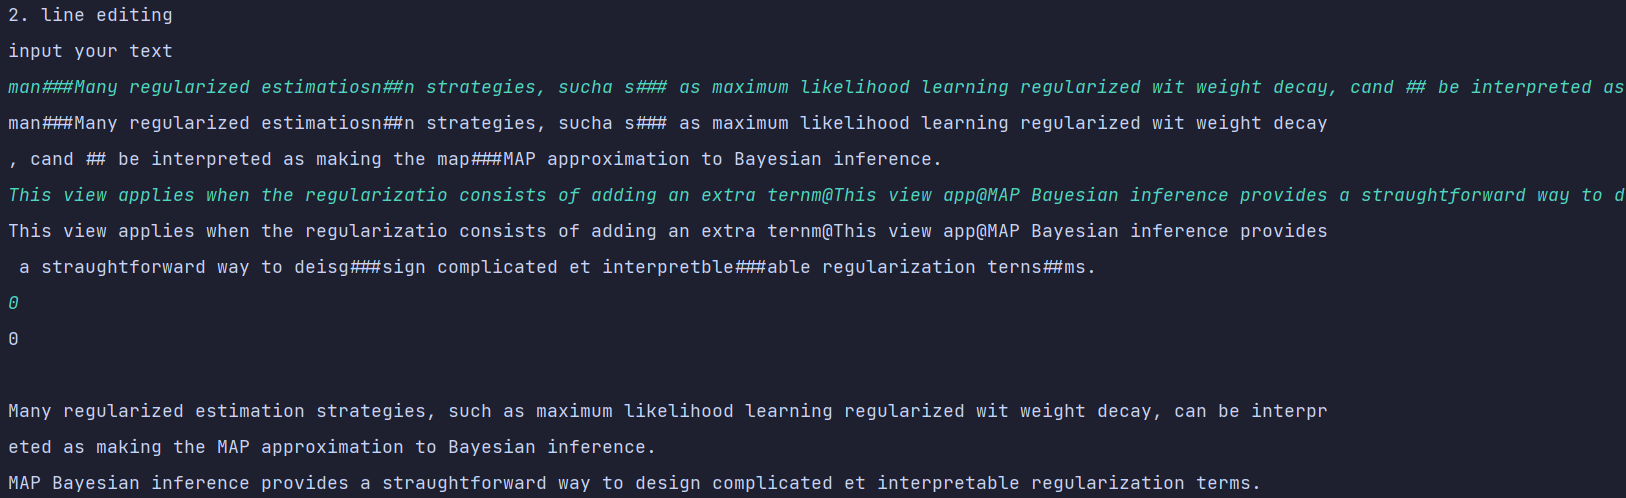 2. line editing
input your text
man###Many regularized estimatiosn##n strategies, sucha s### as maximum likelihood learning regularized wit weight decay, cand ## be interpreted as
man###Many regularized estimatiosn##n strategies, sucha s### as maximum likelihood learning regularized wit weight decay
, cand ## be interpreted as making the map###MAP approximation to Bayesian inference.
This view applies when the regularizatio consists of adding an extra ternm@This view app@MAP Bayesian inference provides a straughtforward way to d
This view applies when the regularizatio consists of adding an extra ternm@This view app@MAP Bayesian inference provides
 a straughtforward way to deisg###sign complicated et interpretble###able regularization terns##ms.
0
0
Many regularized estimation strategies, such as maximum likelihood learning regularized wit weight decay, can be interpr
eted as making the MAP approximation to Bayesian inference.
MAP Bayesian inference provides a straughtforward way to design complicated et interpretable regularization terms.